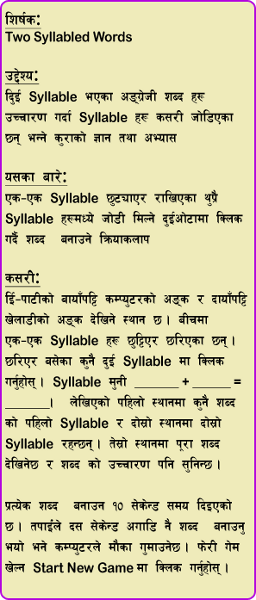 शिर्षक:
Two Syllabled Words
उद्देश्य:
दुई Syllable भएका अङ्ग्रेजी शब्द हरु
उच्चारण गर्दा Syllable हरु कसरी जोडिएका
छन् भन्ने कुराको ज्ञान तथा अभ्यास
यसका बारे:
एक-एक Syllable छुट्याएर राखिएका थुप्रै
Syllable हरुमध्ये जोडी मिल्ने दुईओटामा क्लिक
गर्दै शब्द बनाउने क्रियाकलाप
कसरी:
हिं-पाटीको बायाँपट्टि कम्प्युटरको अङ्क र दायाँपट्टि
खेलाडीको अङ्क देखिने स्थान छ । बीचमा
एक-एक Syllable हरु छुट्टिएर छरिएका छन् ।
छरिएर बसेका कुनै दुई Syllable मा क्लिक
गर्नुहोस् । Syllable मुनी ______ + _____ =
______। लेखिएको पहिलो स्थानमा कुनै शब्द
को पहिलो Syllable र दोस्रो स्थानमा दोस्रो
Syllable रहन्छन् । तेस्रो स्थानमा पूरा शब्द
देखिनेछ र शब्द को उच्चारण पनि सुनिन्छ ।
प्रत्येक शब्द बनाउन १० सेकेन्ड समय दिइएको
छ । तपाईले दस सेकेन्ड अगाडि नै शब्द बनाउनु
भयो भने कम्प्युटरले मौका गुमाउनेछ । फेरी गेम
खेल्न Start New Game मा क्लिक गर्नुहोस् ।